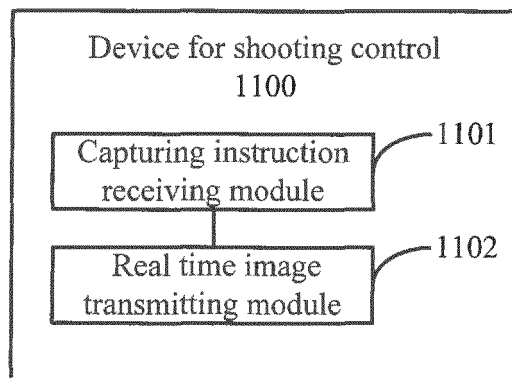 Device for shooting control
1100
1101
Capturing instruction
receiving module
1102
Real time image
transmitting module